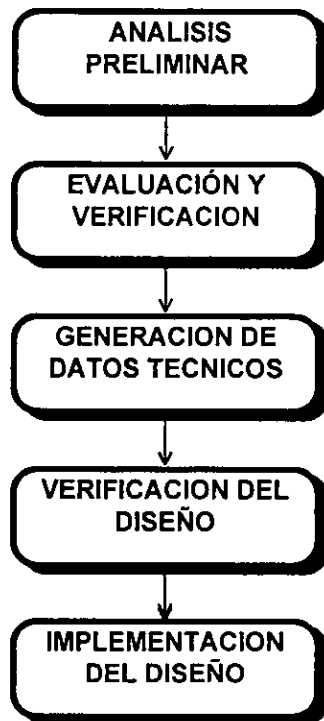 ANALISIS
PRELIMINAR
EVALUACIÓN Y
VERIFICACION
GENERACION DE
DATOS TECNICOS
VERIFICACION DEL
DISEÑO
IMPLEMENTACION
DEL DISEÑO